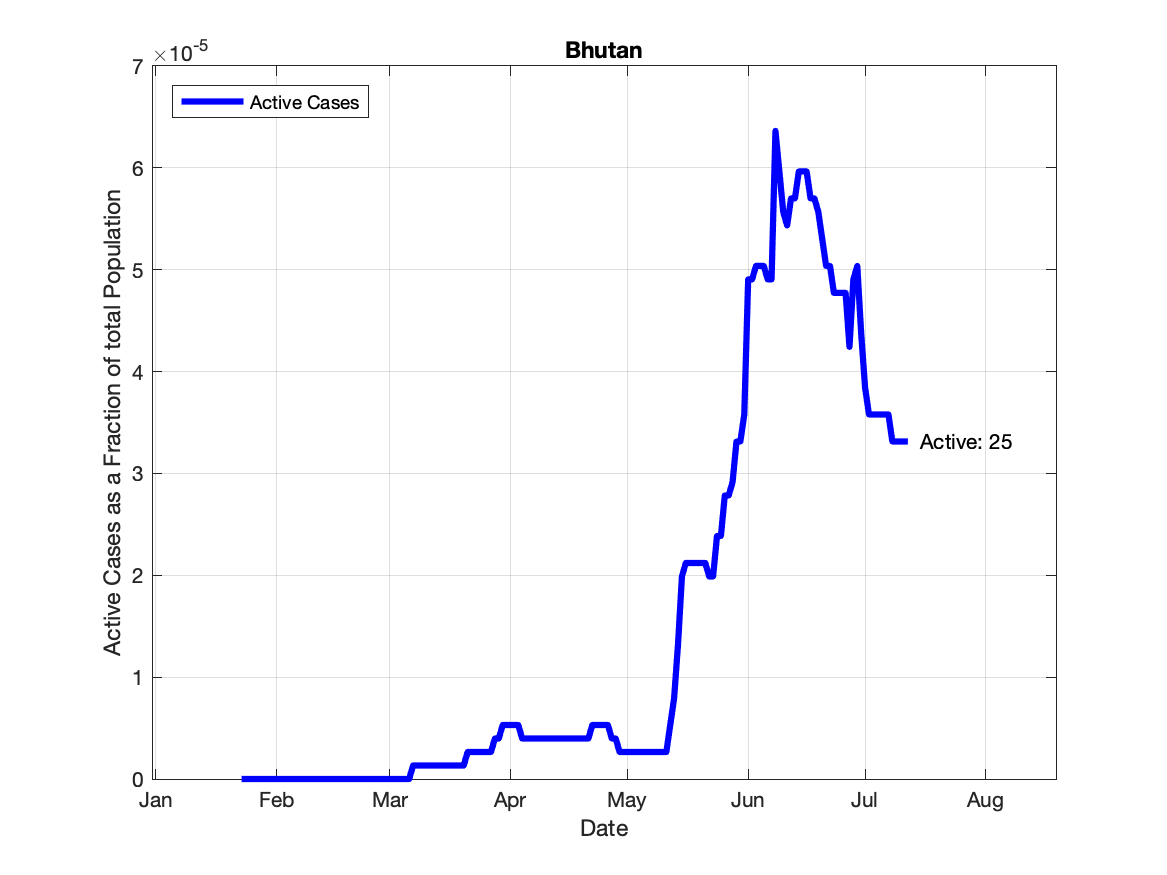 Bhutan
×10-5
Active Cases
7
6
5
4
3
2
1
0
Active Cases as a Fraction of total Population
Active: 25
Jan Feb Mar Apr May Jun Jul Aug
Date